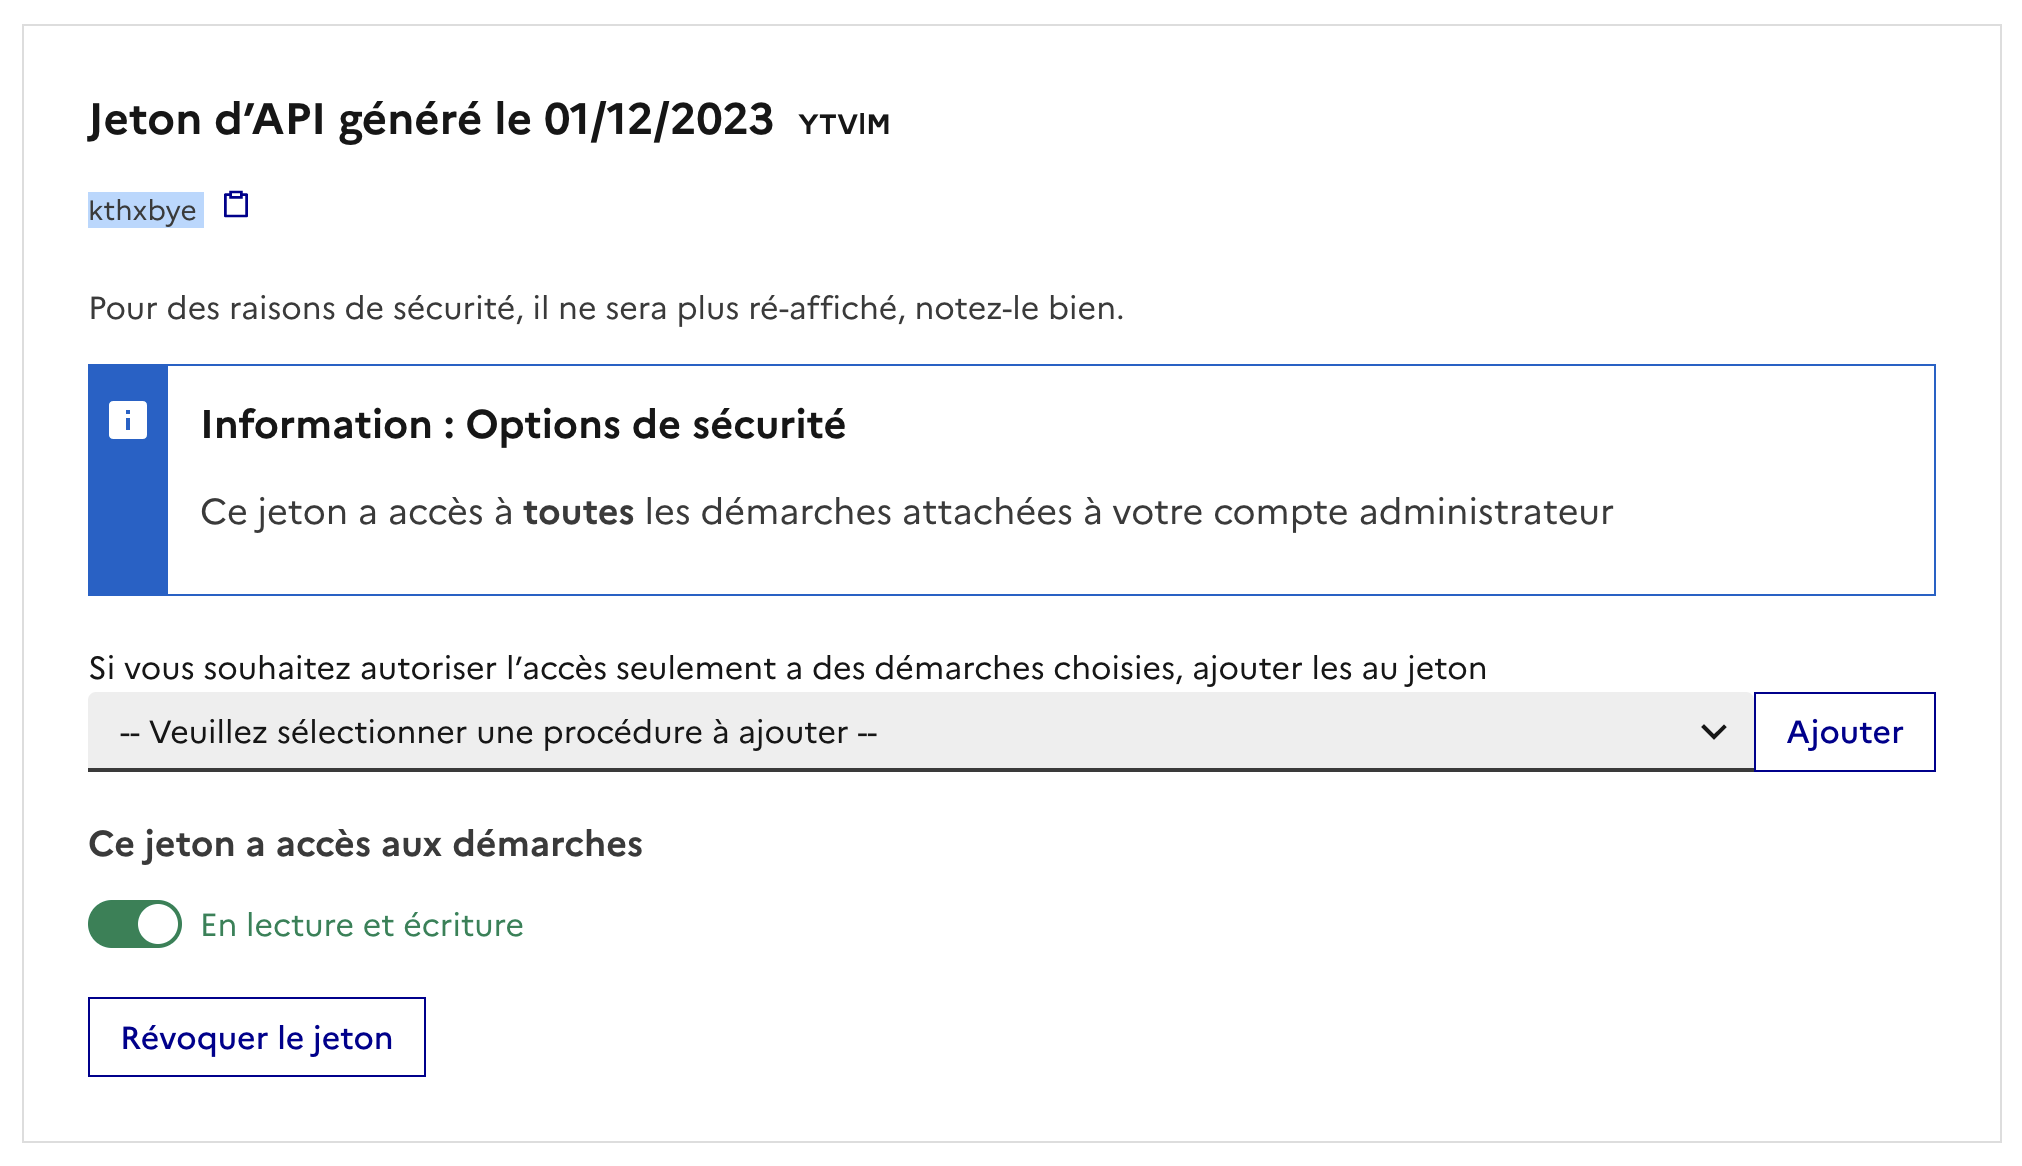 Jeton d’API généré le 01/12/2023 YTVlM
kthxbye
Pour des raisons de sécurité, il ne sera plus ré-affiché, notez-le bien.
Information : Options de sécurité
Ce jeton a accès à toutes les démarches attachées à votre compte administrateur
Si vous souhaitez autoriser l’accès seulement a des démarches choisies, ajouter les au jeton
-- Veuillez sélectionner une procédure à ajouter --
Ajouter
Ce jeton a accès aux démarches
En lecture et écriture
Révoquer le jeton